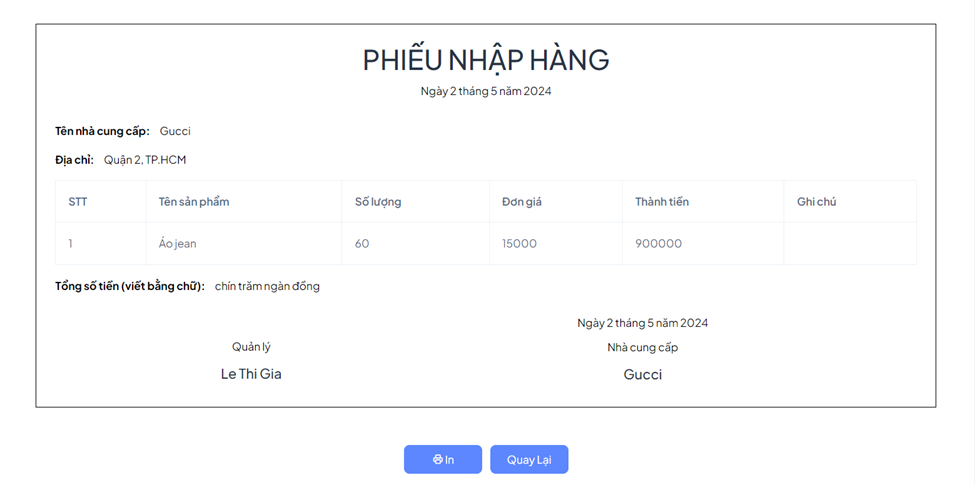 PHIẾU NHẬP HÀNG
Ngày 2 tháng 5 năm 2024
Tên nhà cung cấp: Gucci
Địa chỉ: Quận 2, TP.HCM
STT Tên sản phẩm Số lượng Đơn giá Thành tiền Ghi chú
1 Áo jean 60 15000 900000
Tổng số tiền (viết bằng chữ): chín trăm ngàn đồng
Ngày 2 tháng 5 năm 2024
Quản lý Nhà cung cấp
Le Thi Gia Gucci
In Quay Lại